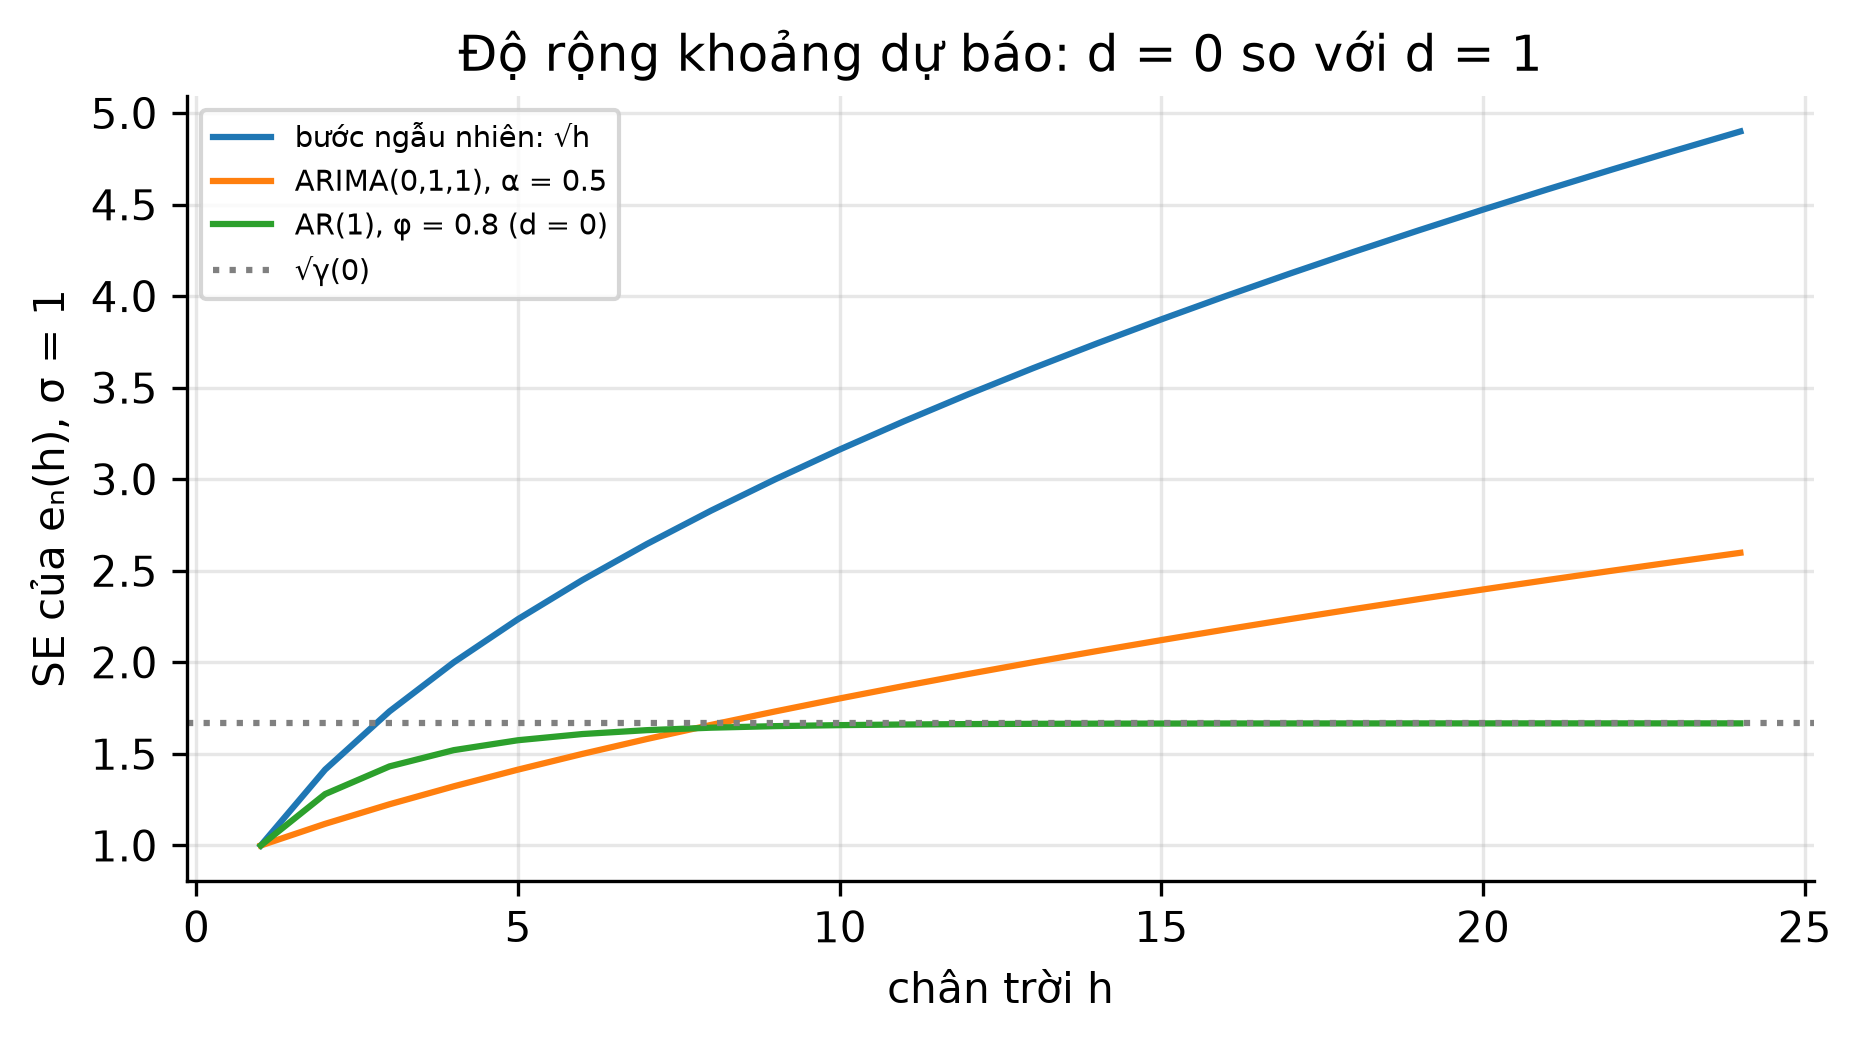 Độ rộng khoảng dự báo: d = 0 so với d = 1
bước ngẫu nhiên: √h
ARIMA(0,1,1), α = 0.5
AR(1), φ = 0.8 (d = 0)
√γ(0)
SE của eₙ(h), σ = 1
5.0
4.5
4.0
3.5
3.0
2.5
2.0
1.5
1.0
0 5 10 15 20 25
chân trời h